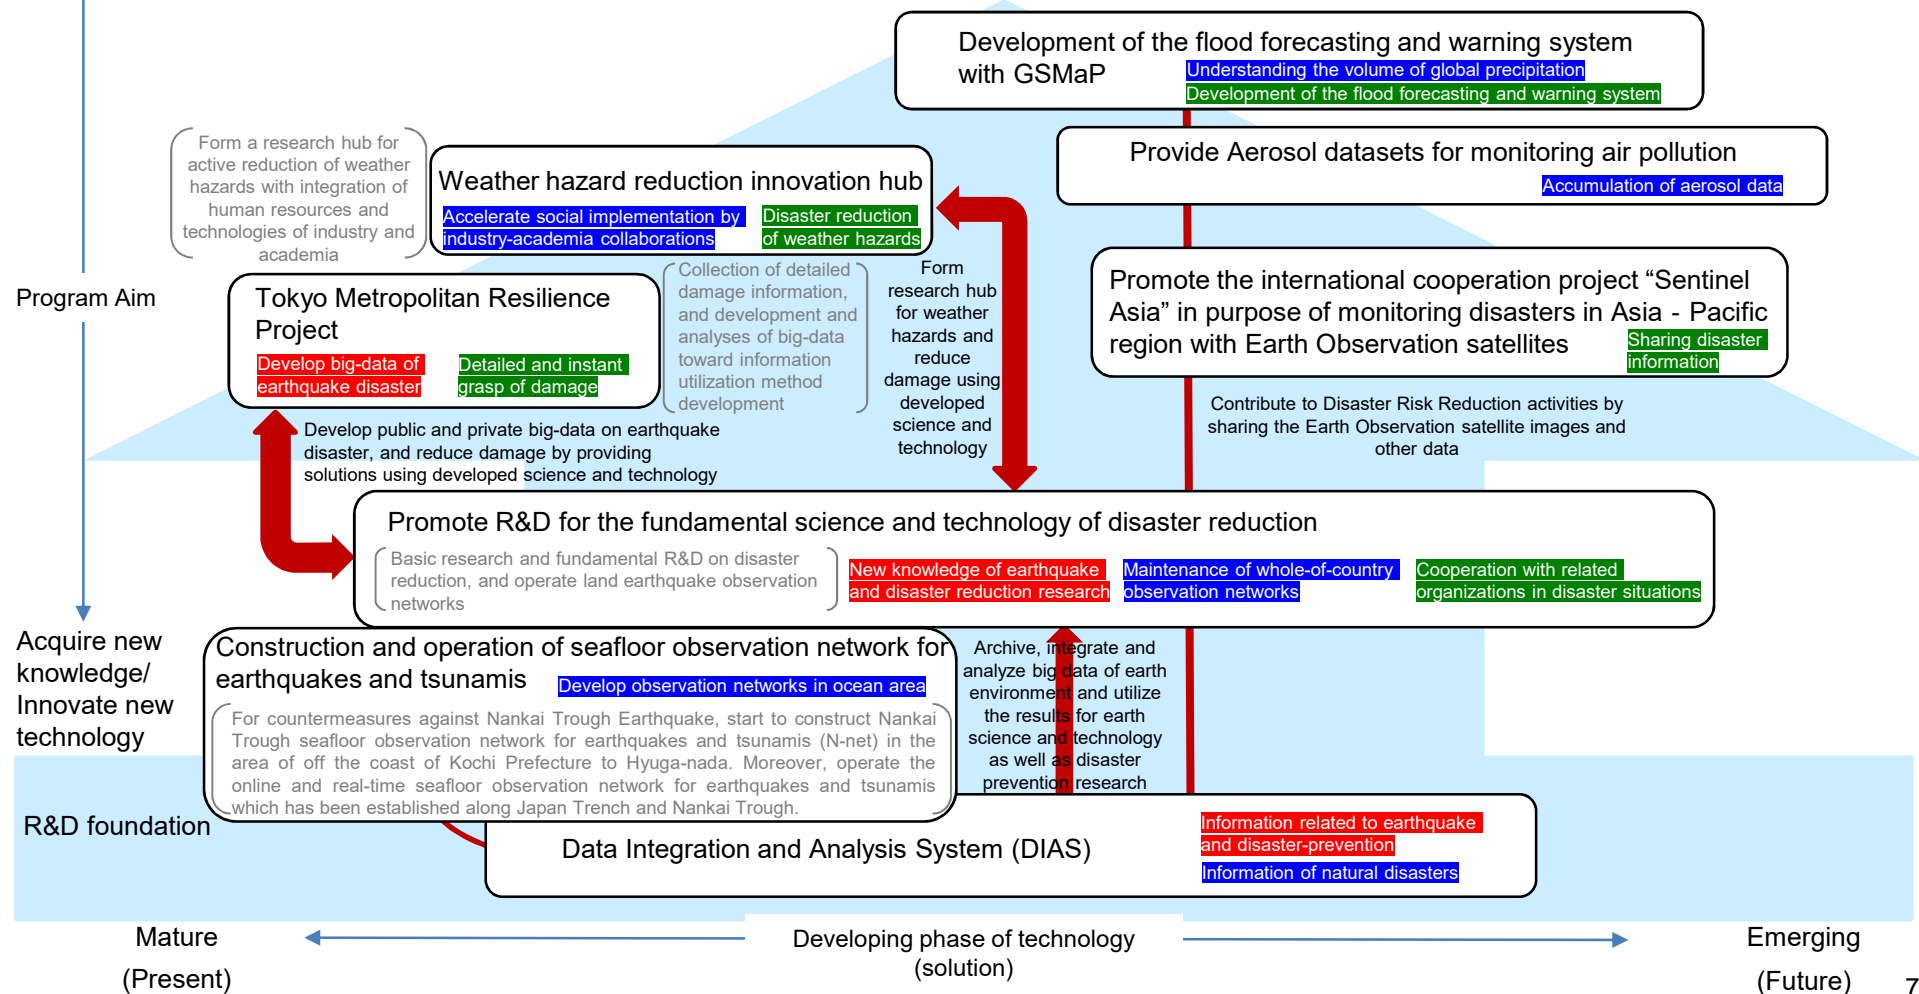 Development of the flood forecasting and warning system
with GSMaP
Understanding the volume of global precipitation
Development of the flood forecasting and warning system
Provide Aerosol datasets for monitoring air pollution
Accumulation of aerosol data
Form a research hub for
active reduction of weather
hazards with integration of
human resources and
technologies of industry and
academia
Weather hazard reduction innovation hub
Accelerate social implementation by
industry-academia collaborations
Disaster reduction
of weather hazards
Program Aim
Tokyo Metropolitan Resilience
Project
Develop big-data of
earthquake disaster
Detailed and instant
grasp of damage
Collection of detailed
damage information,
and development and
analyses of big-data
toward information
utilization method
development
Form
research hub
for weather
hazards and
reduce
damage using
developed
science and
technology
Promote the international cooperation project “Sentinel
Asia” in purpose of monitoring disasters in Asia - Pacific
region with Earth Observation satellites
Sharing disaster
information
Develop public and private big-data on earthquake
disaster, and reduce damage by providing
solutions using developed science and technology
Contribute to Disaster Risk Reduction activities by
sharing the Earth Observation satellite images and
other data
Promote R&D for the fundamental science and technology of disaster reduction
Basic research and fundamental R&D on disaster
reduction, and operate land earthquake observation
networks
New knowledge of earthquake
and disaster reduction research
Maintenance of whole-of-country
observation networks
Cooperation with related
organizations in disaster situations
Acquire new
knowledge/
Innovate new
technology
Construction and operation of seafloor observation network for
earthquakes and tsunamis
Develop observation networks in ocean area
For countermeasures against Nankai Trough Earthquake, start to construct Nankai
Trough seafloor observation network for earthquakes and tsunamis (N-net) in the
area of off the coast of Kochi Prefecture to Hyuga-nada. Moreover, operate the
online and real-time seafloor observation network for earthquakes and tsunamis
which has been established along Japan Trench and Nankai Trough.
Archive, integrate and
analyze big data of earth
environment and utilize
the results for earth
science and technology
as well as disaster
prevention research
R&D foundation
Data Integration and Analysis System (DIAS)
Information related to earthquake
and disaster-prevention
Information of natural disasters
Mature
(Present)
Developing phase of technology
(solution)
Emerging
(Future)
7